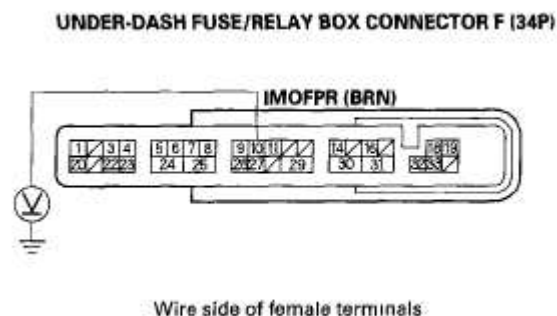 UNDER-DASH FUSE/RELAY BOX CONNECTOR F (34P)
IMOFPR (BRN)
1 3 4 5 6 7 8 9 10 11 14 16 18 19
20 22 23 24 25 26 27 29 30 31 32 33
V
Wire side of female terminals